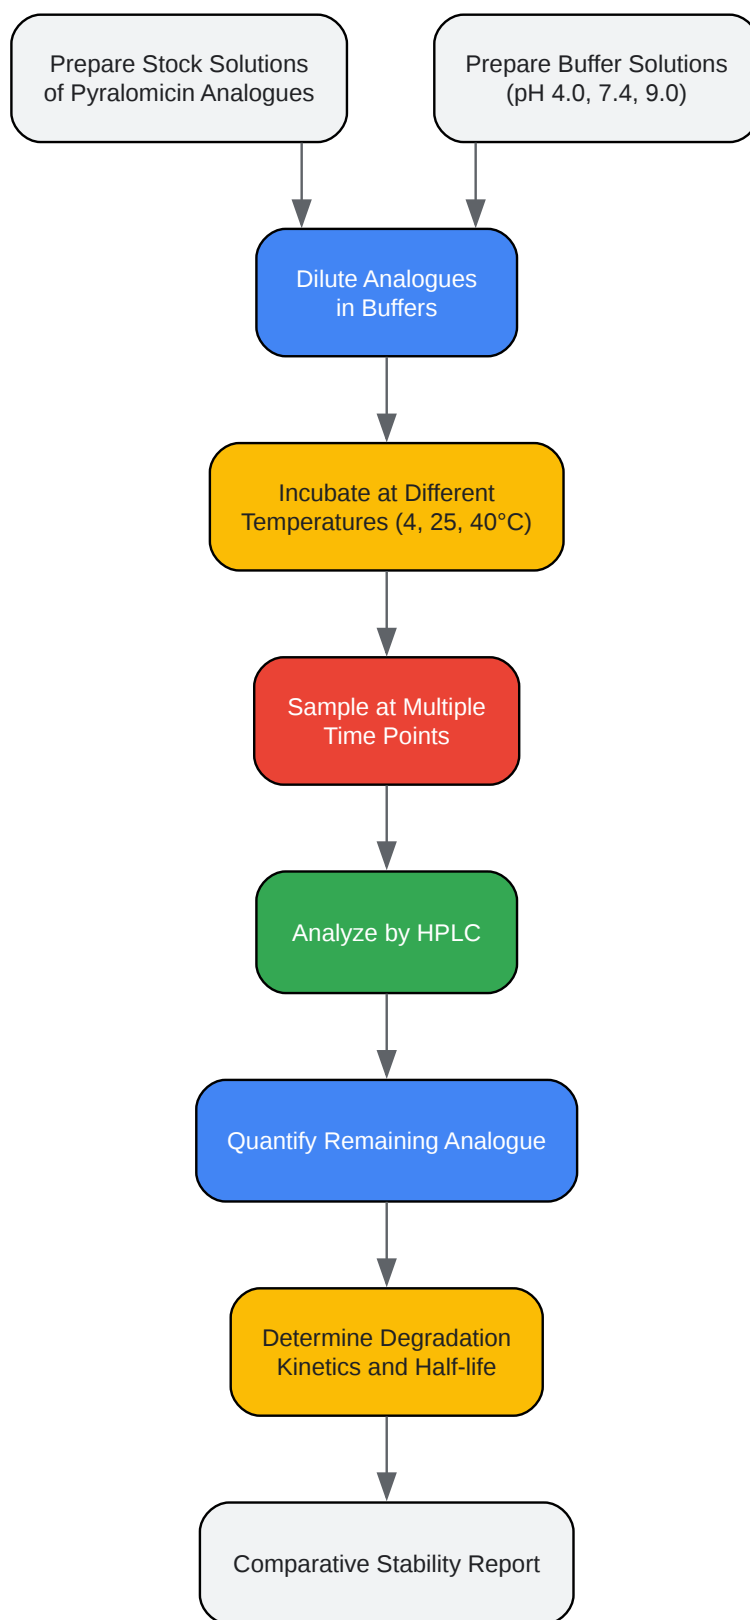 Prepare Stock Solutions
of Pyralomicin Analogues
Prepare Buffer Solutions
(pH 4.0, 7.4, 9.0)
Dilute Analogues
in Buffers
Incubate at Different
Temperatures (4, 25, 40°C)
Sample at Multiple
Time Points
Analyze by HPLC
Quantify Remaining Analogue
Determine Degradation
Kinetics and Half-life
Comparative Stability Report